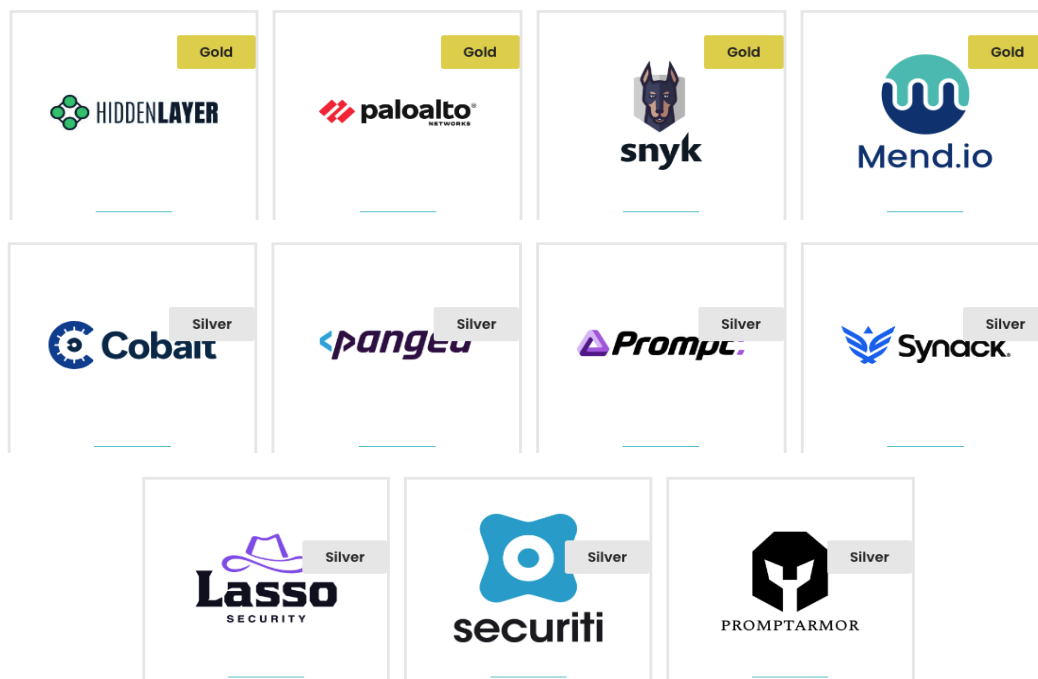 Gold
HIDDENLAYER
Gold
paloalto®
NETWORKS
Gold
snyk
Gold
Mend.io
Silver
Cobalt
Silver
pangea
Silver
Prompt
Silver
Synack®
Silver
Lasso
SECURITY
Silver
securiti
Silver
PROMPTARMOR